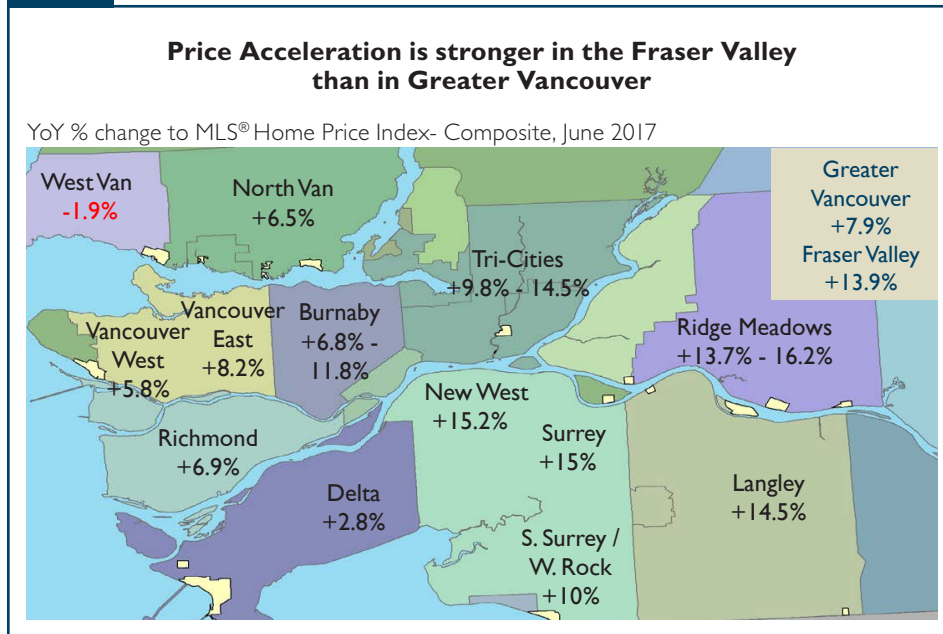 Price Acceleration is stronger in the Fraser Valley
than in Greater Vancouver
YoY % change to MLS® Home Price Index- Composite, June 2017
West Van
-1.9%
North Van
+6.5%
Greater
Vancouver
+7.9%
Fraser Valley
+13.9%
Tri-Cities
+9.8% - 14.5%
Vancouver
West
+5.8%
Vancouver
East
+8.2%
Burnaby
+6.8% -
11.8%
Ridge Meadows
+13.7% - 16.2%
New West
+15.2%
Richmond
+6.9%
Surrey
+15%
Delta
+2.8%
Langley
+14.5%
S. Surrey /
W. Rock
+10%